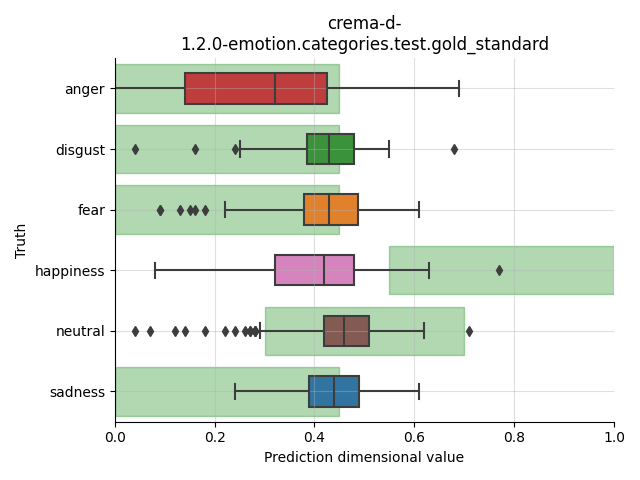 crema-d-
1.2.0-emotion.categories.test.gold_standard
Truth
anger
disgust
fear
happiness
neutral
sadness
0.0 0.2 0.4 0.6 0.8 1.0
Prediction dimensional value